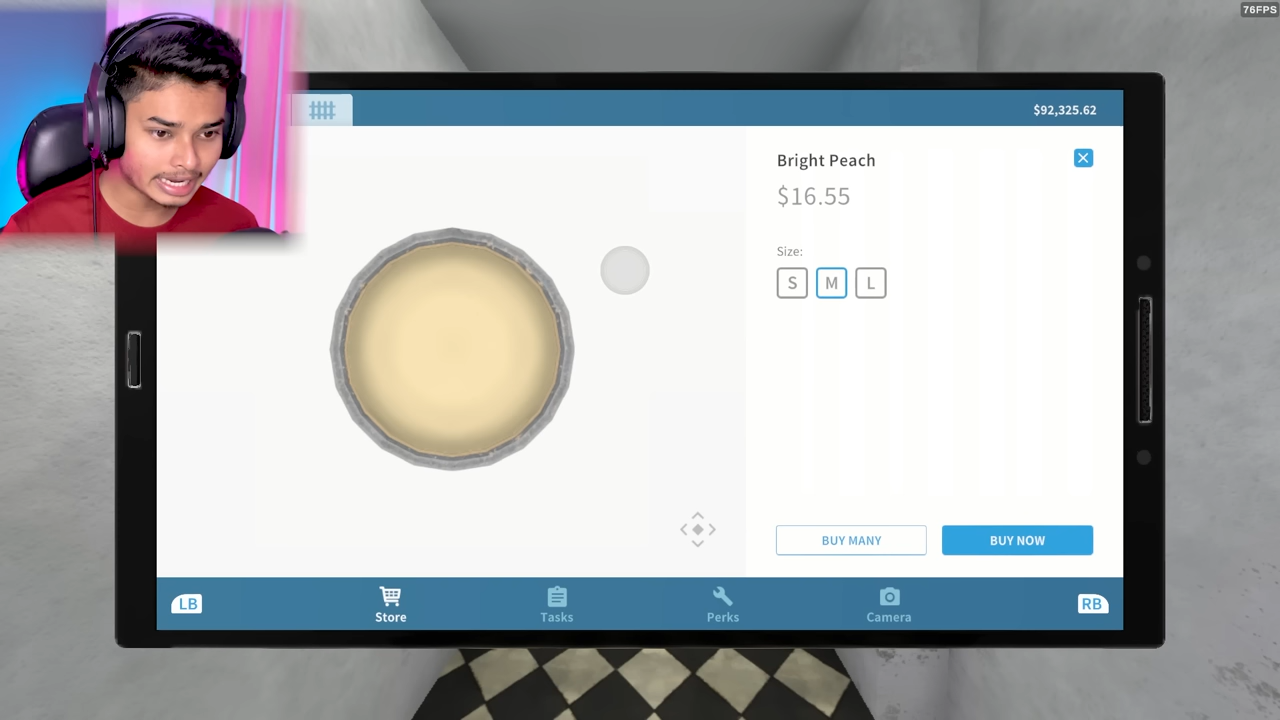 76FPS
$92,325.62
Bright Peach
$16.55
Size:
S M L
BUY MANY BUY NOW
LB Store Tasks Perks Camera RB